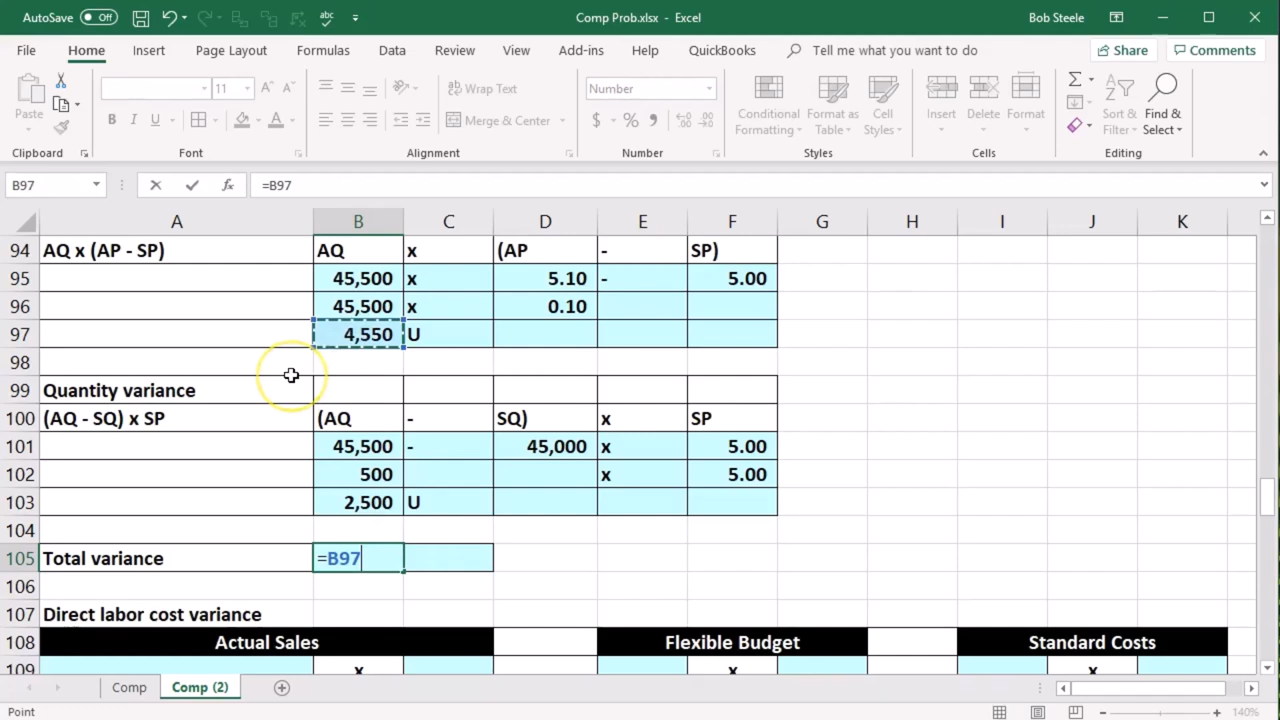 AutoSave Off abc Comp Prob.xlsx - Excel Bob Steele
File Home Insert Page Layout Formulas Data Review View Add-ins Help QuickBooks Tell me what you want to do Share Comments
11 A A Wrap Text Number
Paste B I U A Merge & Center $ % Conditional Formatting Format as Table Cell Styles Insert Delete Format Sort & Filter Find & Select
Clipboard Font Alignment Number Styles Cells Editing
B97 fx =B97
A B C D E F G H I J K
94 AQ x (AP - SP) AQ x (AP - SP)
95 45,500 x 5.10 - 5.00
96 45,500 x 0.10
97 4,550 U
98
99 Quantity variance
100 (AQ - SQ) x SP (AQ - SQ) x SP
101 45,500 - 45,000 x 5.00
102 500 x 5.00
103 2,500 U
104
105 Total variance =B97
106
107 Direct labor cost variance
108 Actual Sales Flexible Budget Standard Costs
109 x x x
Comp Comp (2)
Point 140%